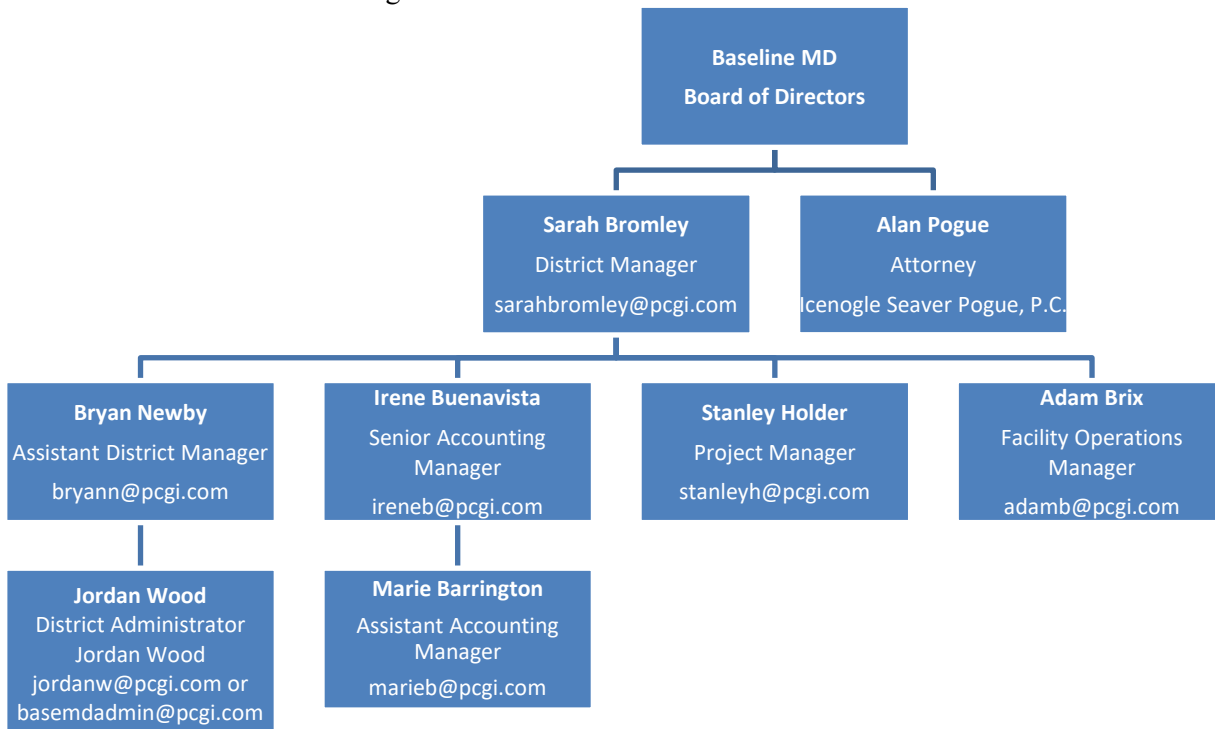 Baseline MD
Board of Directors
Sarah Bromley
District Manager
sarahbromley@pcgi.com
Alan Pogue
Attorney
Icenogle Seaver Pogue, P.C.
Bryan Newby
Assistant District Manager
bryann@pcgi.com
Irene Buenavista
Senior Accounting
Manager
ireneb@pcgi.com
Stanley Holder
Project Manager
stanleyh@pcgi.com
Adam Brix
Facility Operations
Manager
adamb@pcgi.com
Jordan Wood
District Administrator
Jordan Wood
jordanw@pcgi.com or
basemdadmin@pcgi.com
Marie Barrington
Assistant Accounting
Manager
marieb@pcgi.com